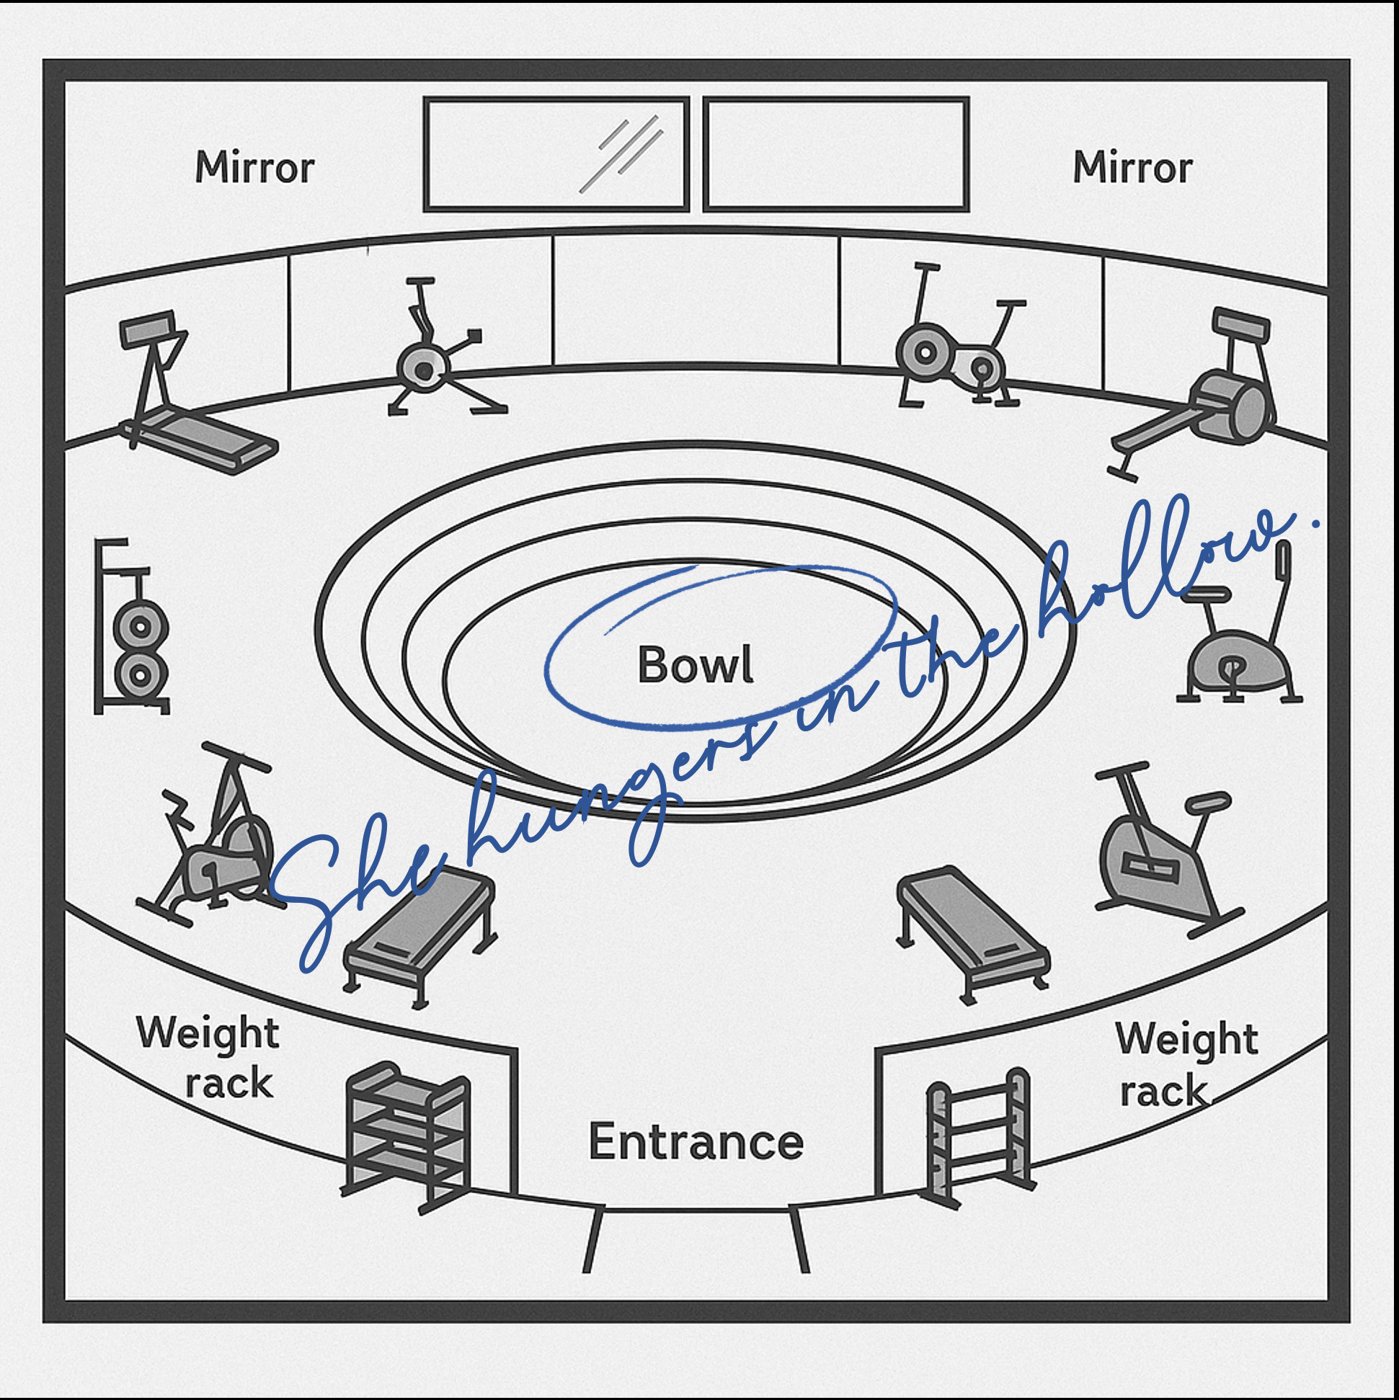 Mirror
Mirror
Bowl
She hungers in the hollow.
Weight
rack
Weight
rack
Entrance